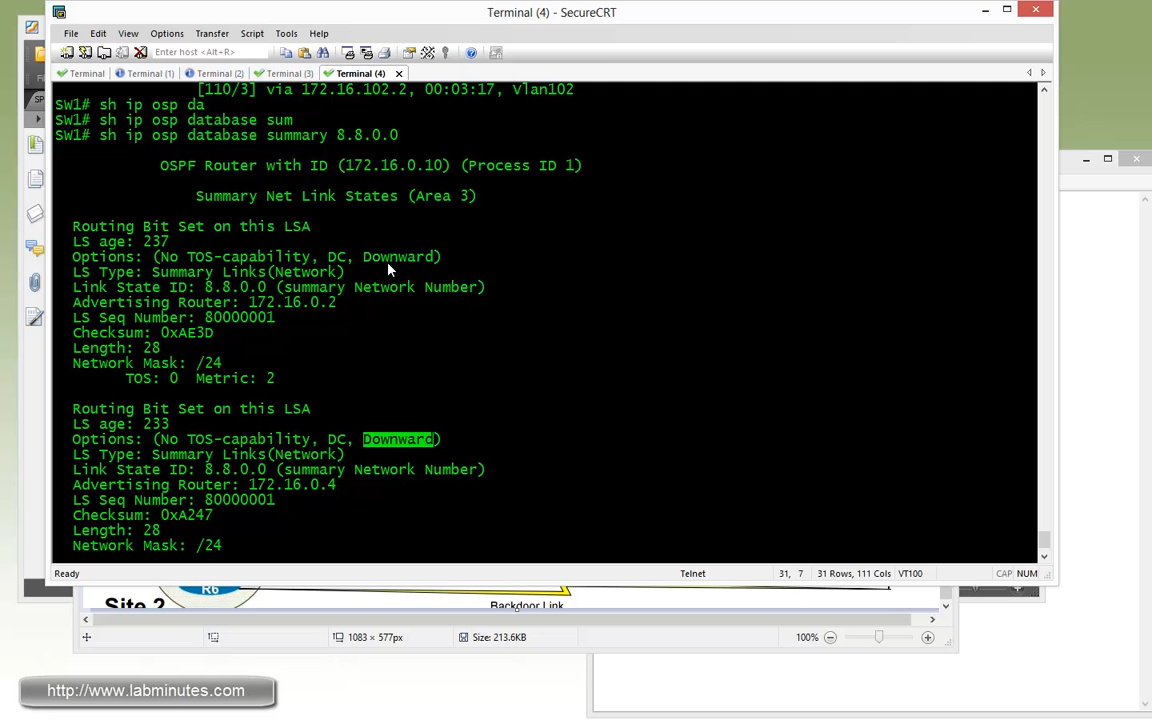 Terminal (4) - SecureCRT
File Edit View Options Transfer Script Tools Help
Enter host <Alt+R>
Terminal Terminal (1) Terminal (2) Terminal (3) Terminal (4)
[110/3] via 172.16.102.2, 00:03:17, Vlan102
SW1# sh ip osp da
SW1# sh ip osp database sum
SW1# sh ip osp database summary 8.8.0.0
OSPF Router with ID (172.16.0.10) (Process ID 1)
Summary Net Link States (Area 3)
Routing Bit Set on this LSA
LS age: 237
Options: (No TOS-capability, DC, Downward)
LS Type: Summary Links(Network)
Link State ID: 8.8.0.0 (summary Network Number)
Advertising Router: 172.16.0.2
LS Seq Number: 80000001
Checksum: 0xAE3D
Length: 28
Network Mask: /24
TOS: 0 Metric: 2
Routing Bit Set on this LSA
LS age: 233
Options: (No TOS-capability, DC, Downward)
LS Type: Summary Links(Network)
Link State ID: 8.8.0.0 (summary Network Number)
Advertising Router: 172.16.0.4
LS Seq Number: 80000001
Checksum: 0xA247
Length: 28
Network Mask: /24
Ready Telnet 31, 7 31 Rows, 111 Cols VT100 CAP NUM
R6
Site 2
Backdoor Link
1083 × 577px Size: 213.6KB 100%
http://www.labminutes.com